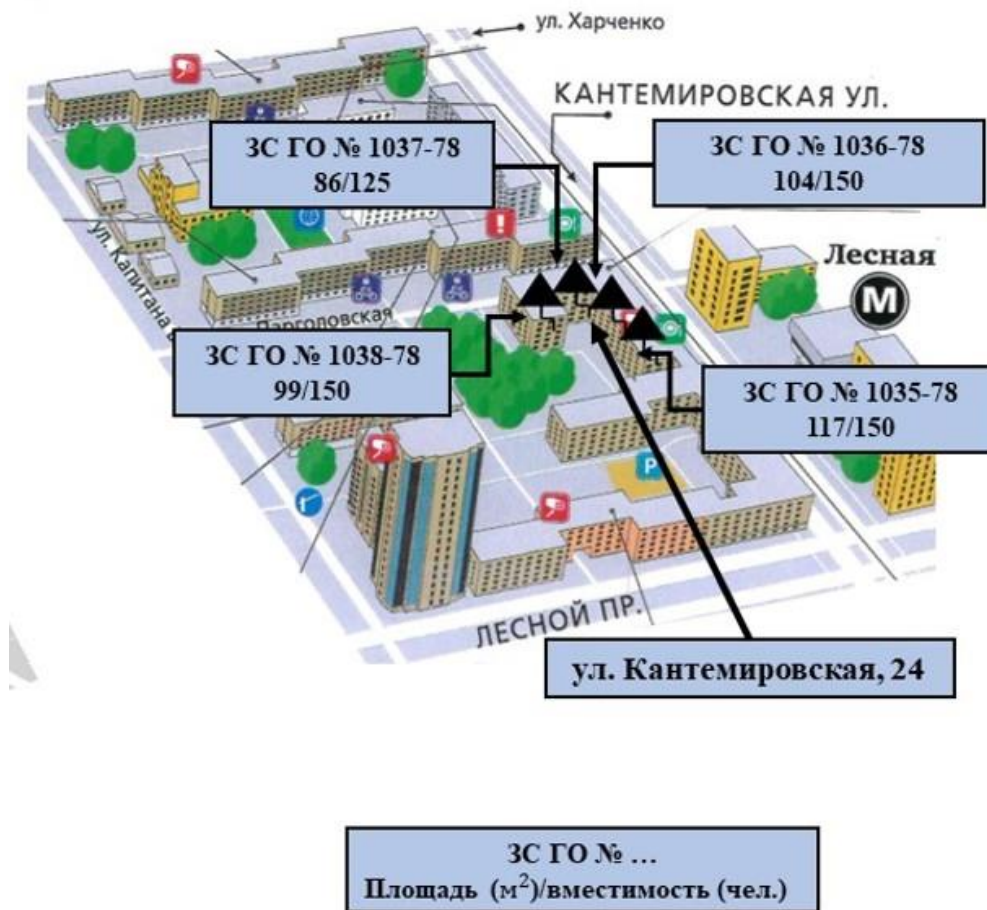 ул. Харченко
КАНТЕМИРОВСКАЯ УЛ.
ЗС ГО № 1037-78
86/125
ЗС ГО № 1036-78
104/150
Лесная
М
ул. Капитана
Парголовская
ЗС ГО № 1038-78
99/150
ЗС ГО № 1035-78
117/150
P
ЛЕСНОЙ ПР.
ул. Кантемировская, 24
ЗС ГО № ...
Площадь (м²)/вместимость (чел.)